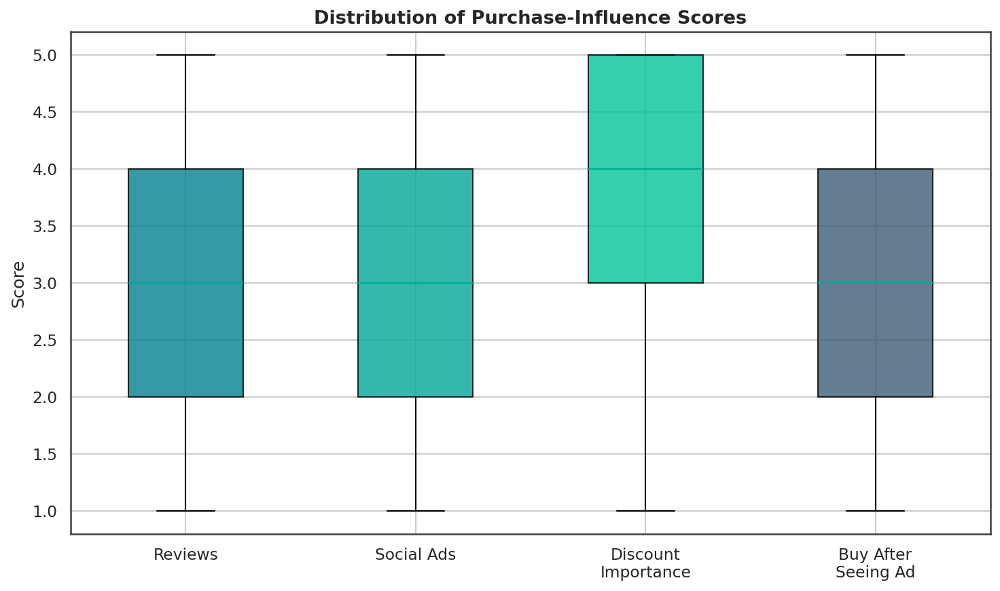 Distribution of Purchase-Influence Scores
Score
5.0
4.5
4.0
3.5
3.0
2.5
2.0
1.5
1.0
Reviews
Social Ads
Discount
Importance
Buy After
Seeing Ad